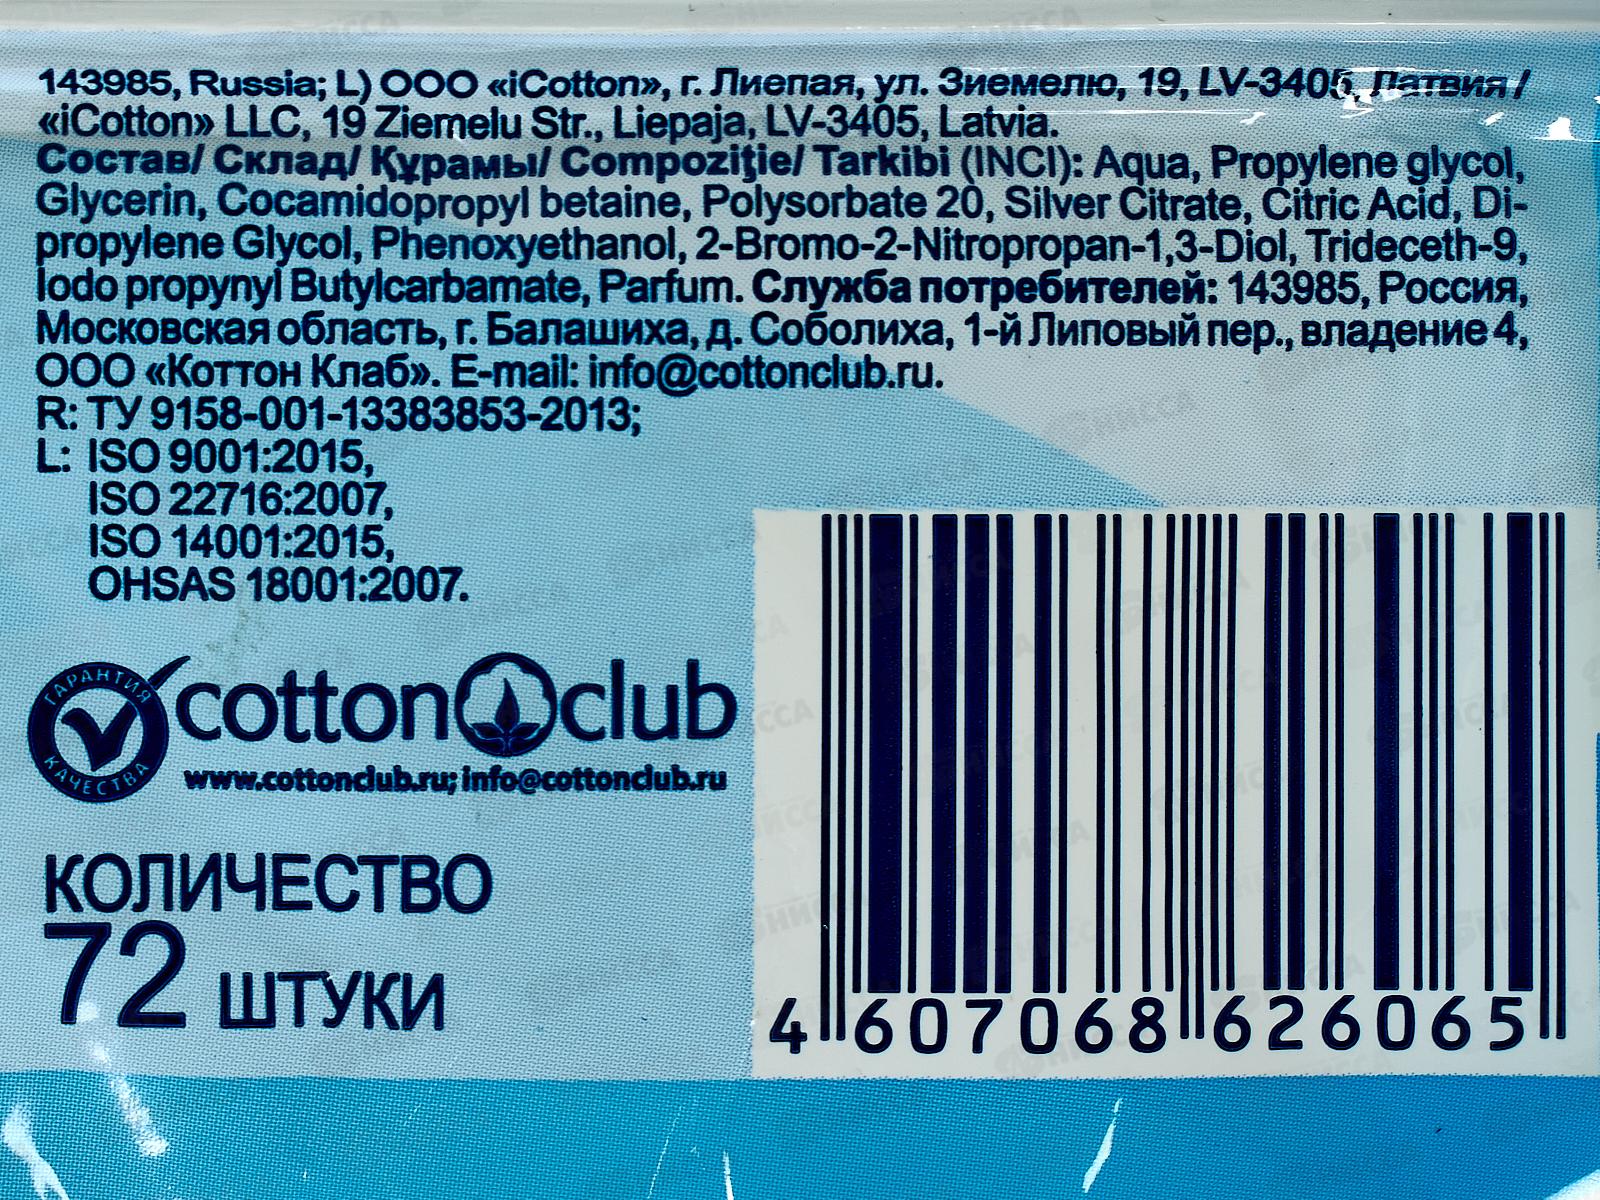 143985, Russia; L) ООО «iCotton», г. Лиепая, ул. Зиемелю, 19, LV-3405, Латвия /
«iCotton» LLC, 19 Ziemelu Str., Liepaja, LV-3405, Latvia.
Состав/ Склад/ Құрамы/ Compoziţie/ Tarkibi (INCI): Aqua, Propylene glycol,
Glycerin, Cocamidopropyl betaine, Polysorbate 20, Silver Citrate, Citric Acid, Di-
propylene Glycol, Phenoxyethanol, 2-Bromo-2-Nitropropan-1,3-Diol, Trideceth-9,
Iodo propynyl Butylcarbamate, Parfum. Служба потребителей: 143985, Россия,
Московская область, г. Балашиха, д. Соболиха, 1-й Липовый пер., владение 4,
ООО «Коттон Клаб». E-mail: info@cottonclub.ru.
R: ТУ 9158-001-13383853-2013;
L: ISO 9001:2015,
ISO 22716:2007,
ISO 14001:2015,
OHSAS 18001:2007.
ГАРАНТИЯ КАЧЕСТВА
cotton club
www.cottonclub.ru; info@cottonclub.ru
КОЛИЧЕСТВО
72 ШТУКИ
4 607068 626065